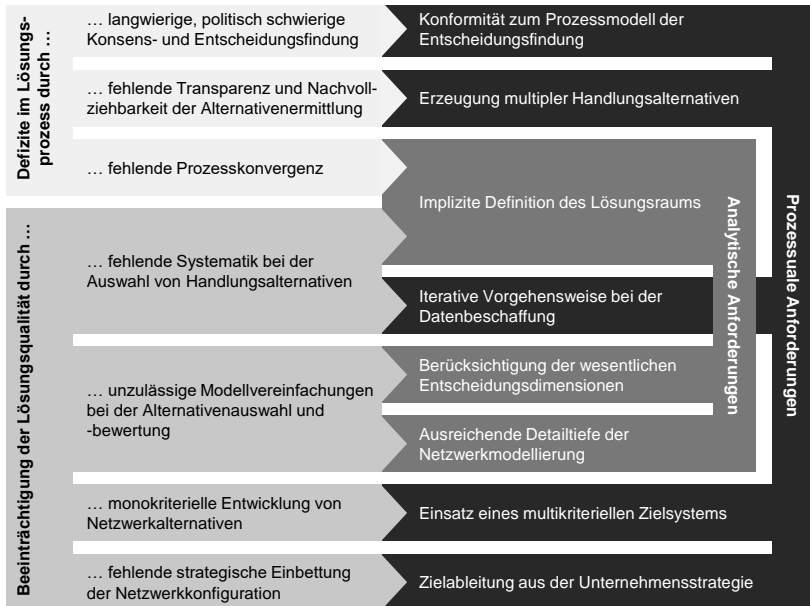 Defizite im Lösungs-
prozess durch …
… langwierige, politisch schwierige
Konsens- und Entscheidungsfindung
Konformität zum Prozessmodell der
Entscheidungsfindung
… fehlende Transparenz und Nachvoll-
ziehbarkeit der Alternativenermittlung
Erzeugung multipler Handlungsalternativen
… fehlende Prozesskonvergenz
Implizite Definition des Lösungsraums
Beeinträchtigung der Lösungsqualität durch …
… fehlende Systematik bei der
Auswahl von Handlungsalternativen
Iterative Vorgehensweise bei der
Datenbeschaffung
… unzulässige Modellvereinfachungen
bei der Alternativenauswahl und
-bewertung
Berücksichtigung der wesentlichen
Entscheidungsdimensionen
Ausreichende Detailtiefe der
Netzwerkmodellierung
… monokriterielle Entwicklung von
Netzwerkalternativen
Einsatz eines multikriteriellen Zielsystems
… fehlende strategische Einbettung
der Netzwerkkonfiguration
Zielableitung aus der Unternehmensstrategie
Analytische Anforderungen
Prozessuale Anforderungen